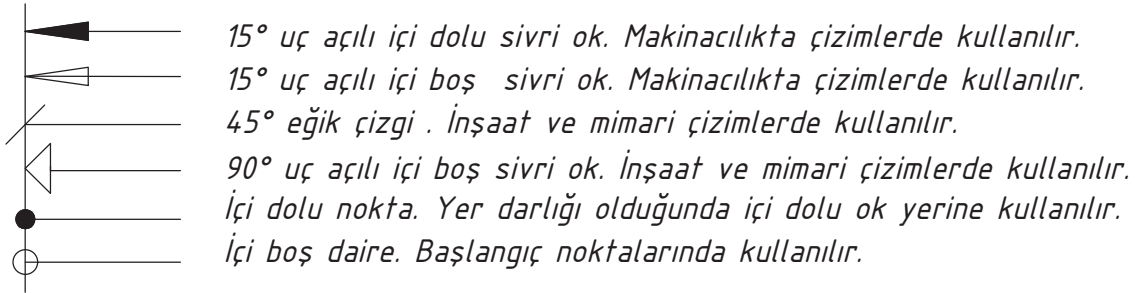 15° uç açılı içi dolu sivri ok. Makinacılıkta çizimlerde kullanılır.
15° uç açılı içi boş sivri ok. Makinacılıkta çizimlerde kullanılır.
45° eğik çizgi . İnşaat ve mimari çizimlerde kullanılır.
90° uç açılı içi boş sivri ok. İnşaat ve mimari çizimlerde kullanılır.
İçi dolu nokta. Yer darlığı olduğunda içi dolu ok yerine kullanılır.
İçi boş daire. Başlangıç noktalarında kullanılır.